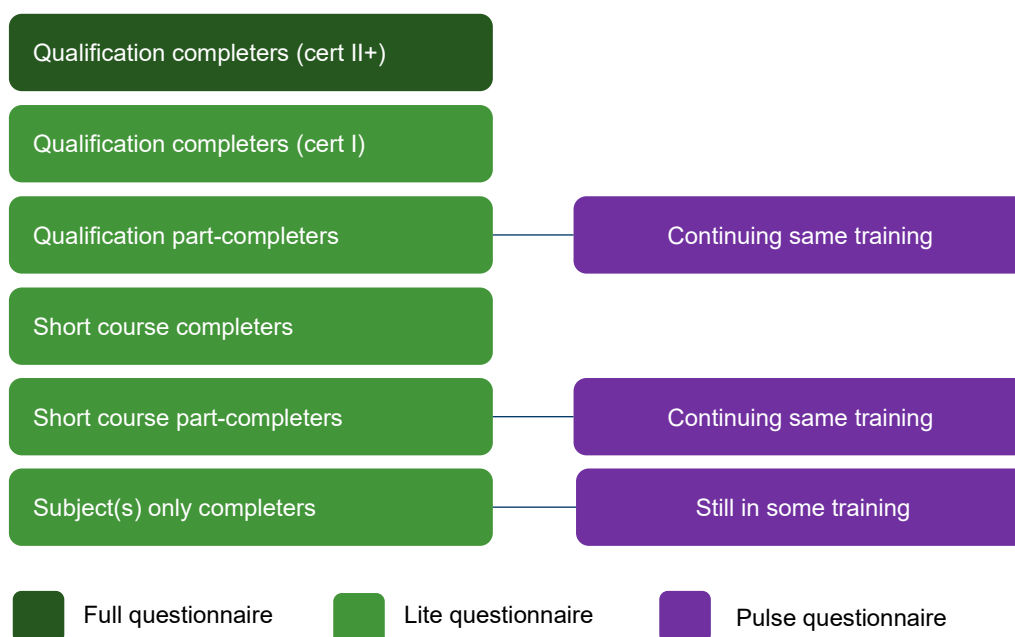 Qualification completers (cert II+)
Qualification completers (cert I)
Qualification part-completers
Continuing same training
Short course completers
Short course part-completers
Continuing same training
Subject(s) only completers
Still in some training
Full questionnaire
Lite questionnaire
Pulse questionnaire